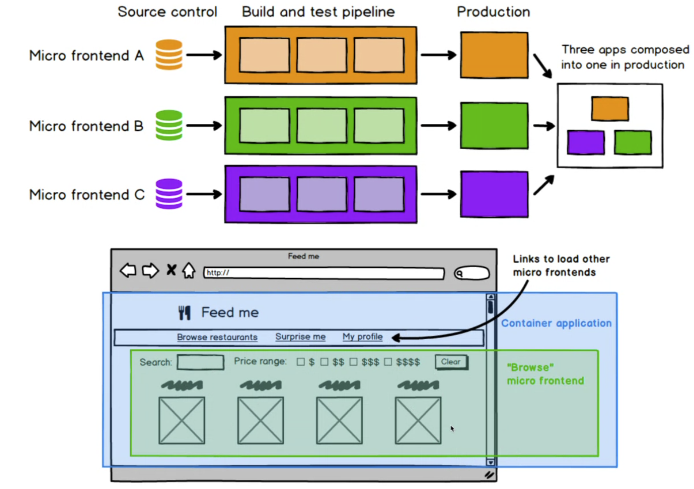 Source control
Build and test pipeline
Production
Micro frontend A
Three apps composed
into one in production
Micro frontend B
Micro frontend C
Feed me
http://
Links to load other
micro frontends
Feed me
Container application
Browse restaurants
Surprise me
My profile
Search:
Price range:
$
$$
$$$
$$$$
Clear
"Browse"
micro frontend